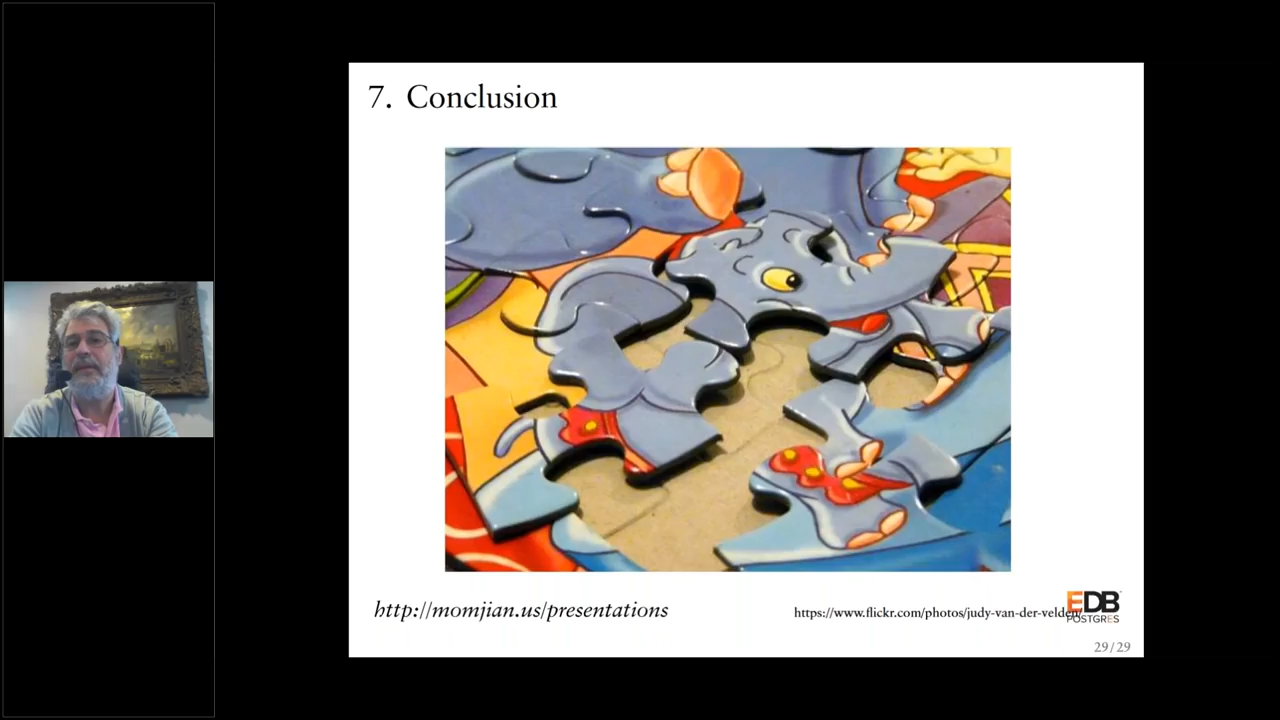 7. Conclusion
http://momjian.us/presentations
https://www.flickr.com/photos/judy-van-der-velden/
EDB
POSTGRES
29/29